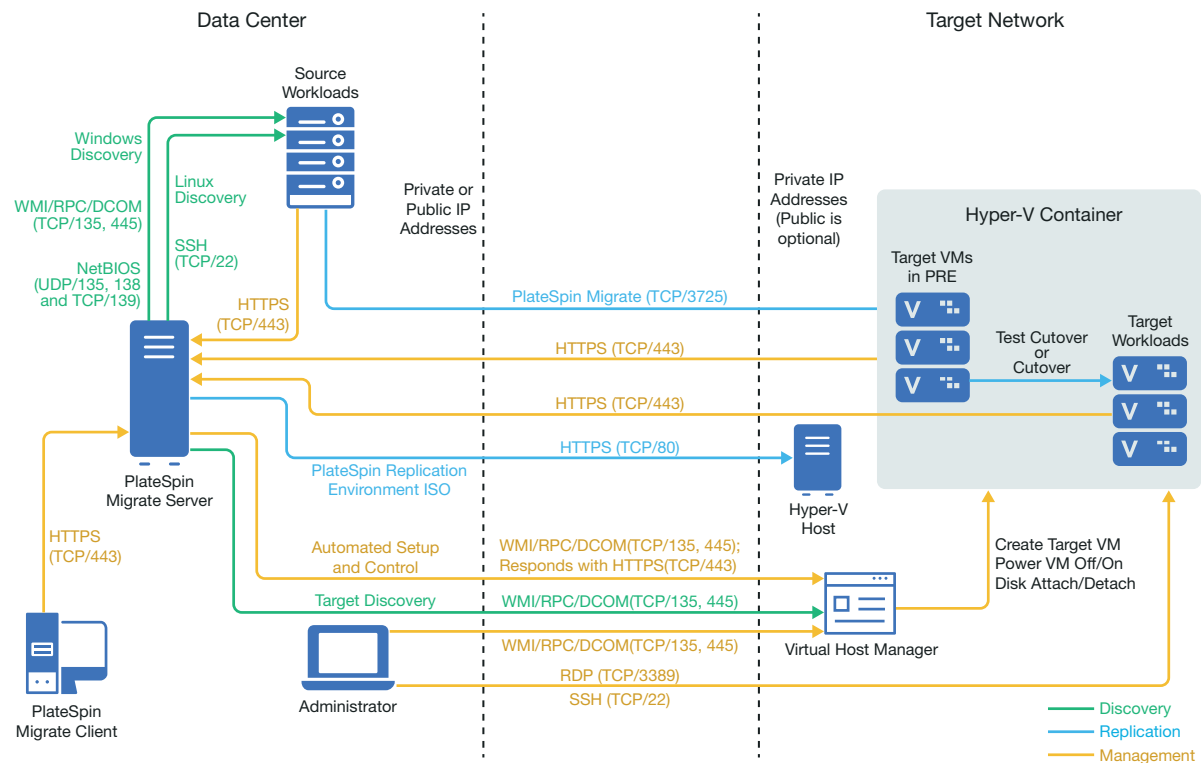 Data Center
Target Network
Source
Workloads
Windows
Discovery
Linux
Discovery
WMI/RPC/DCOM
(TCP/135, 445)
SSH
(TCP/22)
NetBIOS
(UDP/135, 138
and TCP/139)
HTTPS
(TCP/443)
Private or
Public IP
Addresses
Private IP
Addresses
(Public is
optional)
Hyper-V Container
Target VMs
in PRE
V
V
V
Test Cutover
or
Cutover
Target
Workloads
V
V
V
PlateSpin Migrate (TCP/3725)
HTTPS (TCP/443)
HTTPS (TCP/443)
HTTPS (TCP/80)
PlateSpin Replication
Environment ISO
PlateSpin
Migrate Server
Hyper-V
Host
HTTPS
(TCP/443)
Automated Setup
and Control
WMI/RPC/DCOM(TCP/135, 445);
Responds with HTTPS(TCP/443)
Create Target VM
Power VM Off/On
Disk Attach/Detach
Target Discovery
WMI/RPC/DCOM(TCP/135, 445)
WMI/RPC/DCOM(TCP/135, 445)
Virtual Host Manager
RDP (TCP/3389)
SSH (TCP/22)
Administrator
PlateSpin
Migrate Client
Discovery
Replication
Management